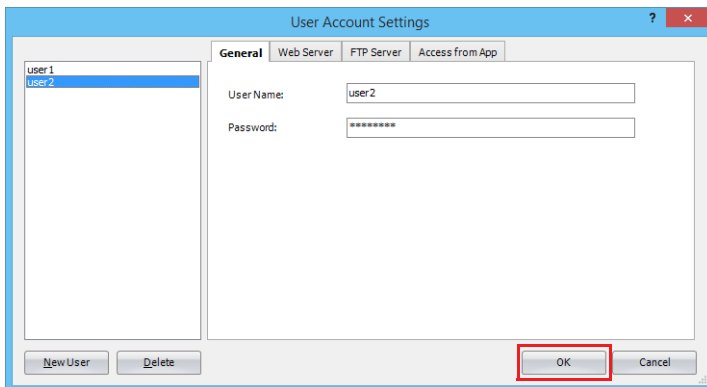 User Account Settings ? ×
General Web Server FTP Server Access from App
user1
user2
User Name: user2
Password: ********
New User Delete OK Cancel